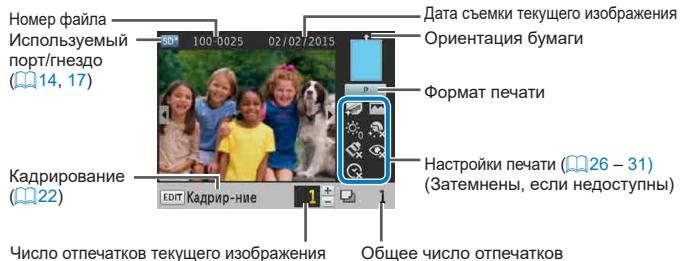 Номер файла
Дата съемки текущего изображения
Используемый
порт/гнездо
(14, 17)
SD
100-0025
02/02/2015
Ориентация бумаги
P
Формат печати
0
Настройки печати (26 – 31)
(Затемнены, если недоступны)
Кадрирование
(22)
EDIT Кадрир-ние
1 + −
1
Число отпечатков текущего изображения
Общее число отпечатков